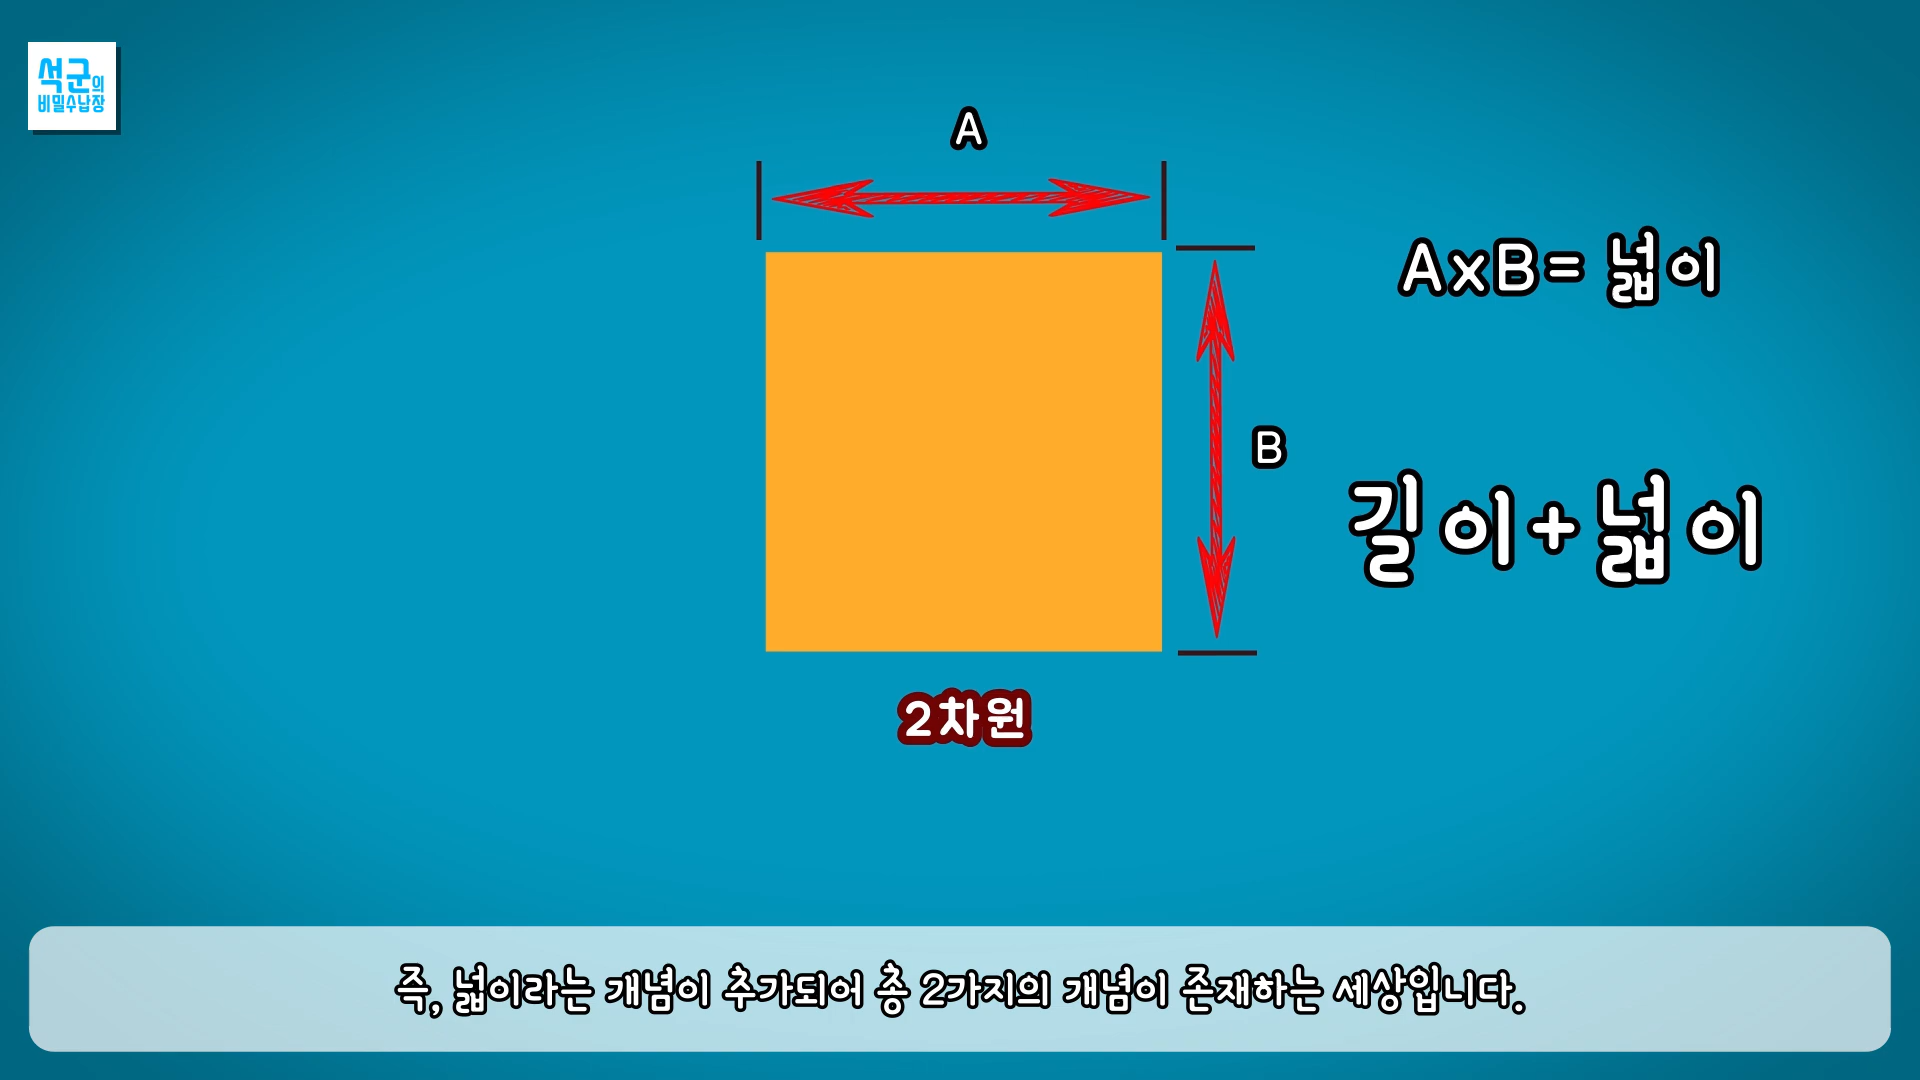 석군의
비밀수납장
A
AxB= 넓이
B
길이+넓이
2차원
즉, 넓이라는 개념이 추가되어 총 2가지의 개념이 존재하는 세상입니다.